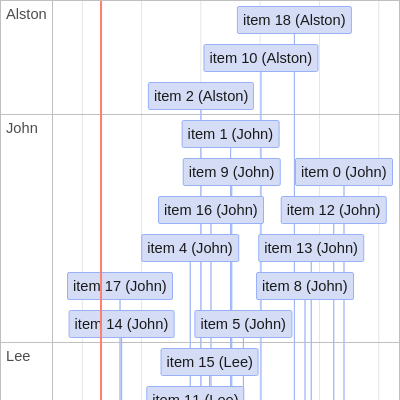 Alston
item 18 (Alston)
item 10 (Alston)
item 2 (Alston)
John
item 1 (John)
item 9 (John)
item 0 (John)
item 16 (John)
item 12 (John)
item 4 (John)
item 13 (John)
item 17 (John)
item 8 (John)
item 14 (John)
item 5 (John)
Lee
item 15 (Lee)
item 11 (Lee)